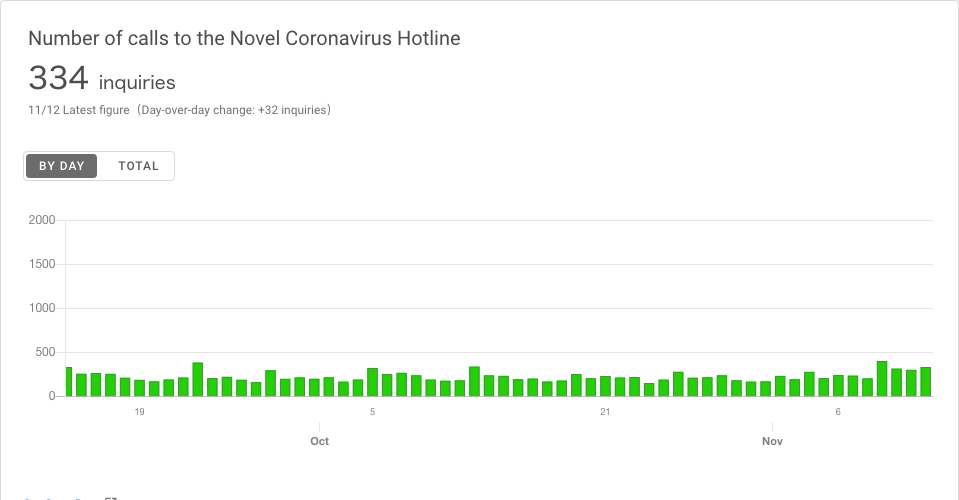 Number of calls to the Novel Coronavirus Hotline
334 inquiries
11/12 Latest figure（Day-over-day change: +32 inquiries）
BY DAY TOTAL
2000
1500
1000
500
0
19 5 21 6
Oct Nov